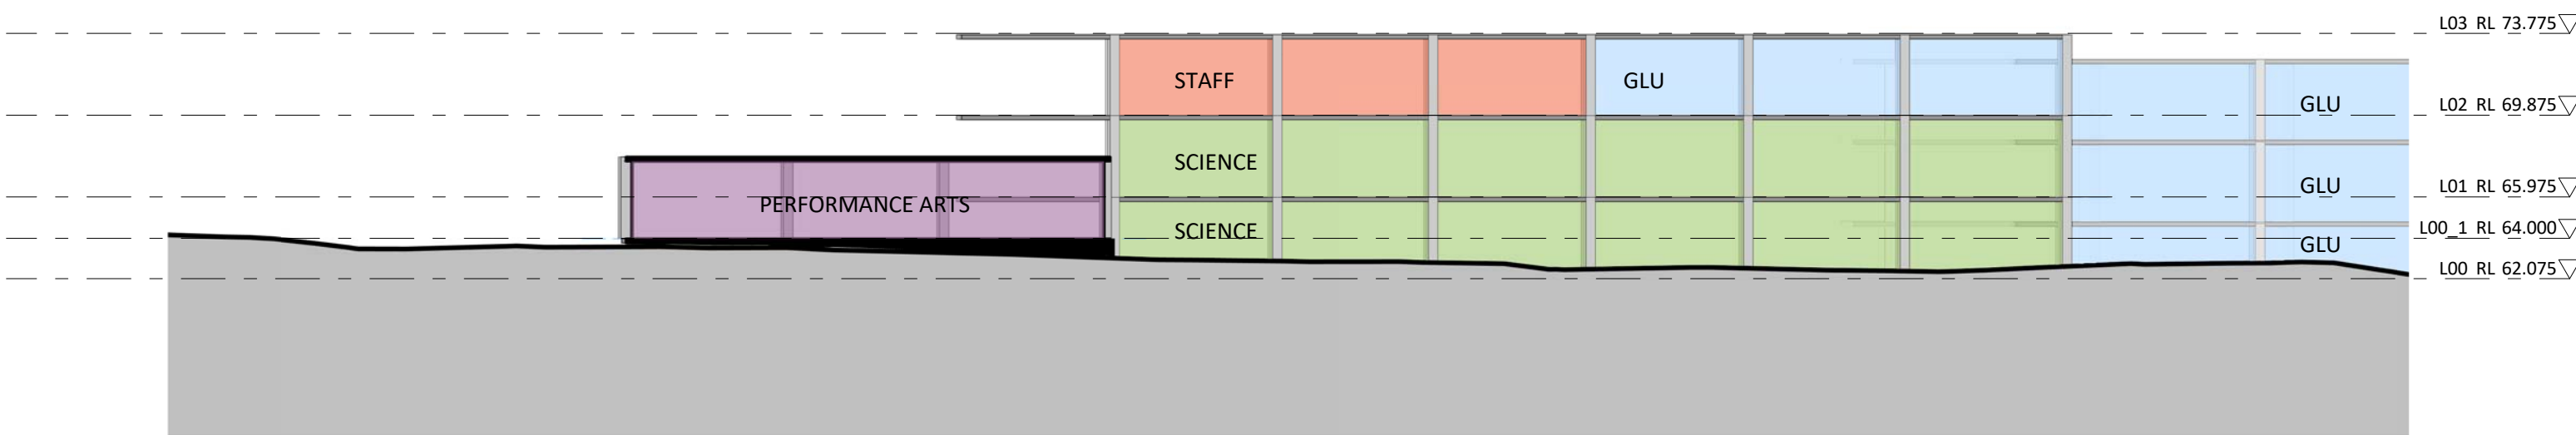 L03 RL 73.775
STAFF
GLU
GLU
L02 RL 69.875
SCIENCE
PERFORMANCE ARTS
GLU
L01 RL 65.975
SCIENCE
L00_1 RL 64.000
GLU
L00 RL 62.075